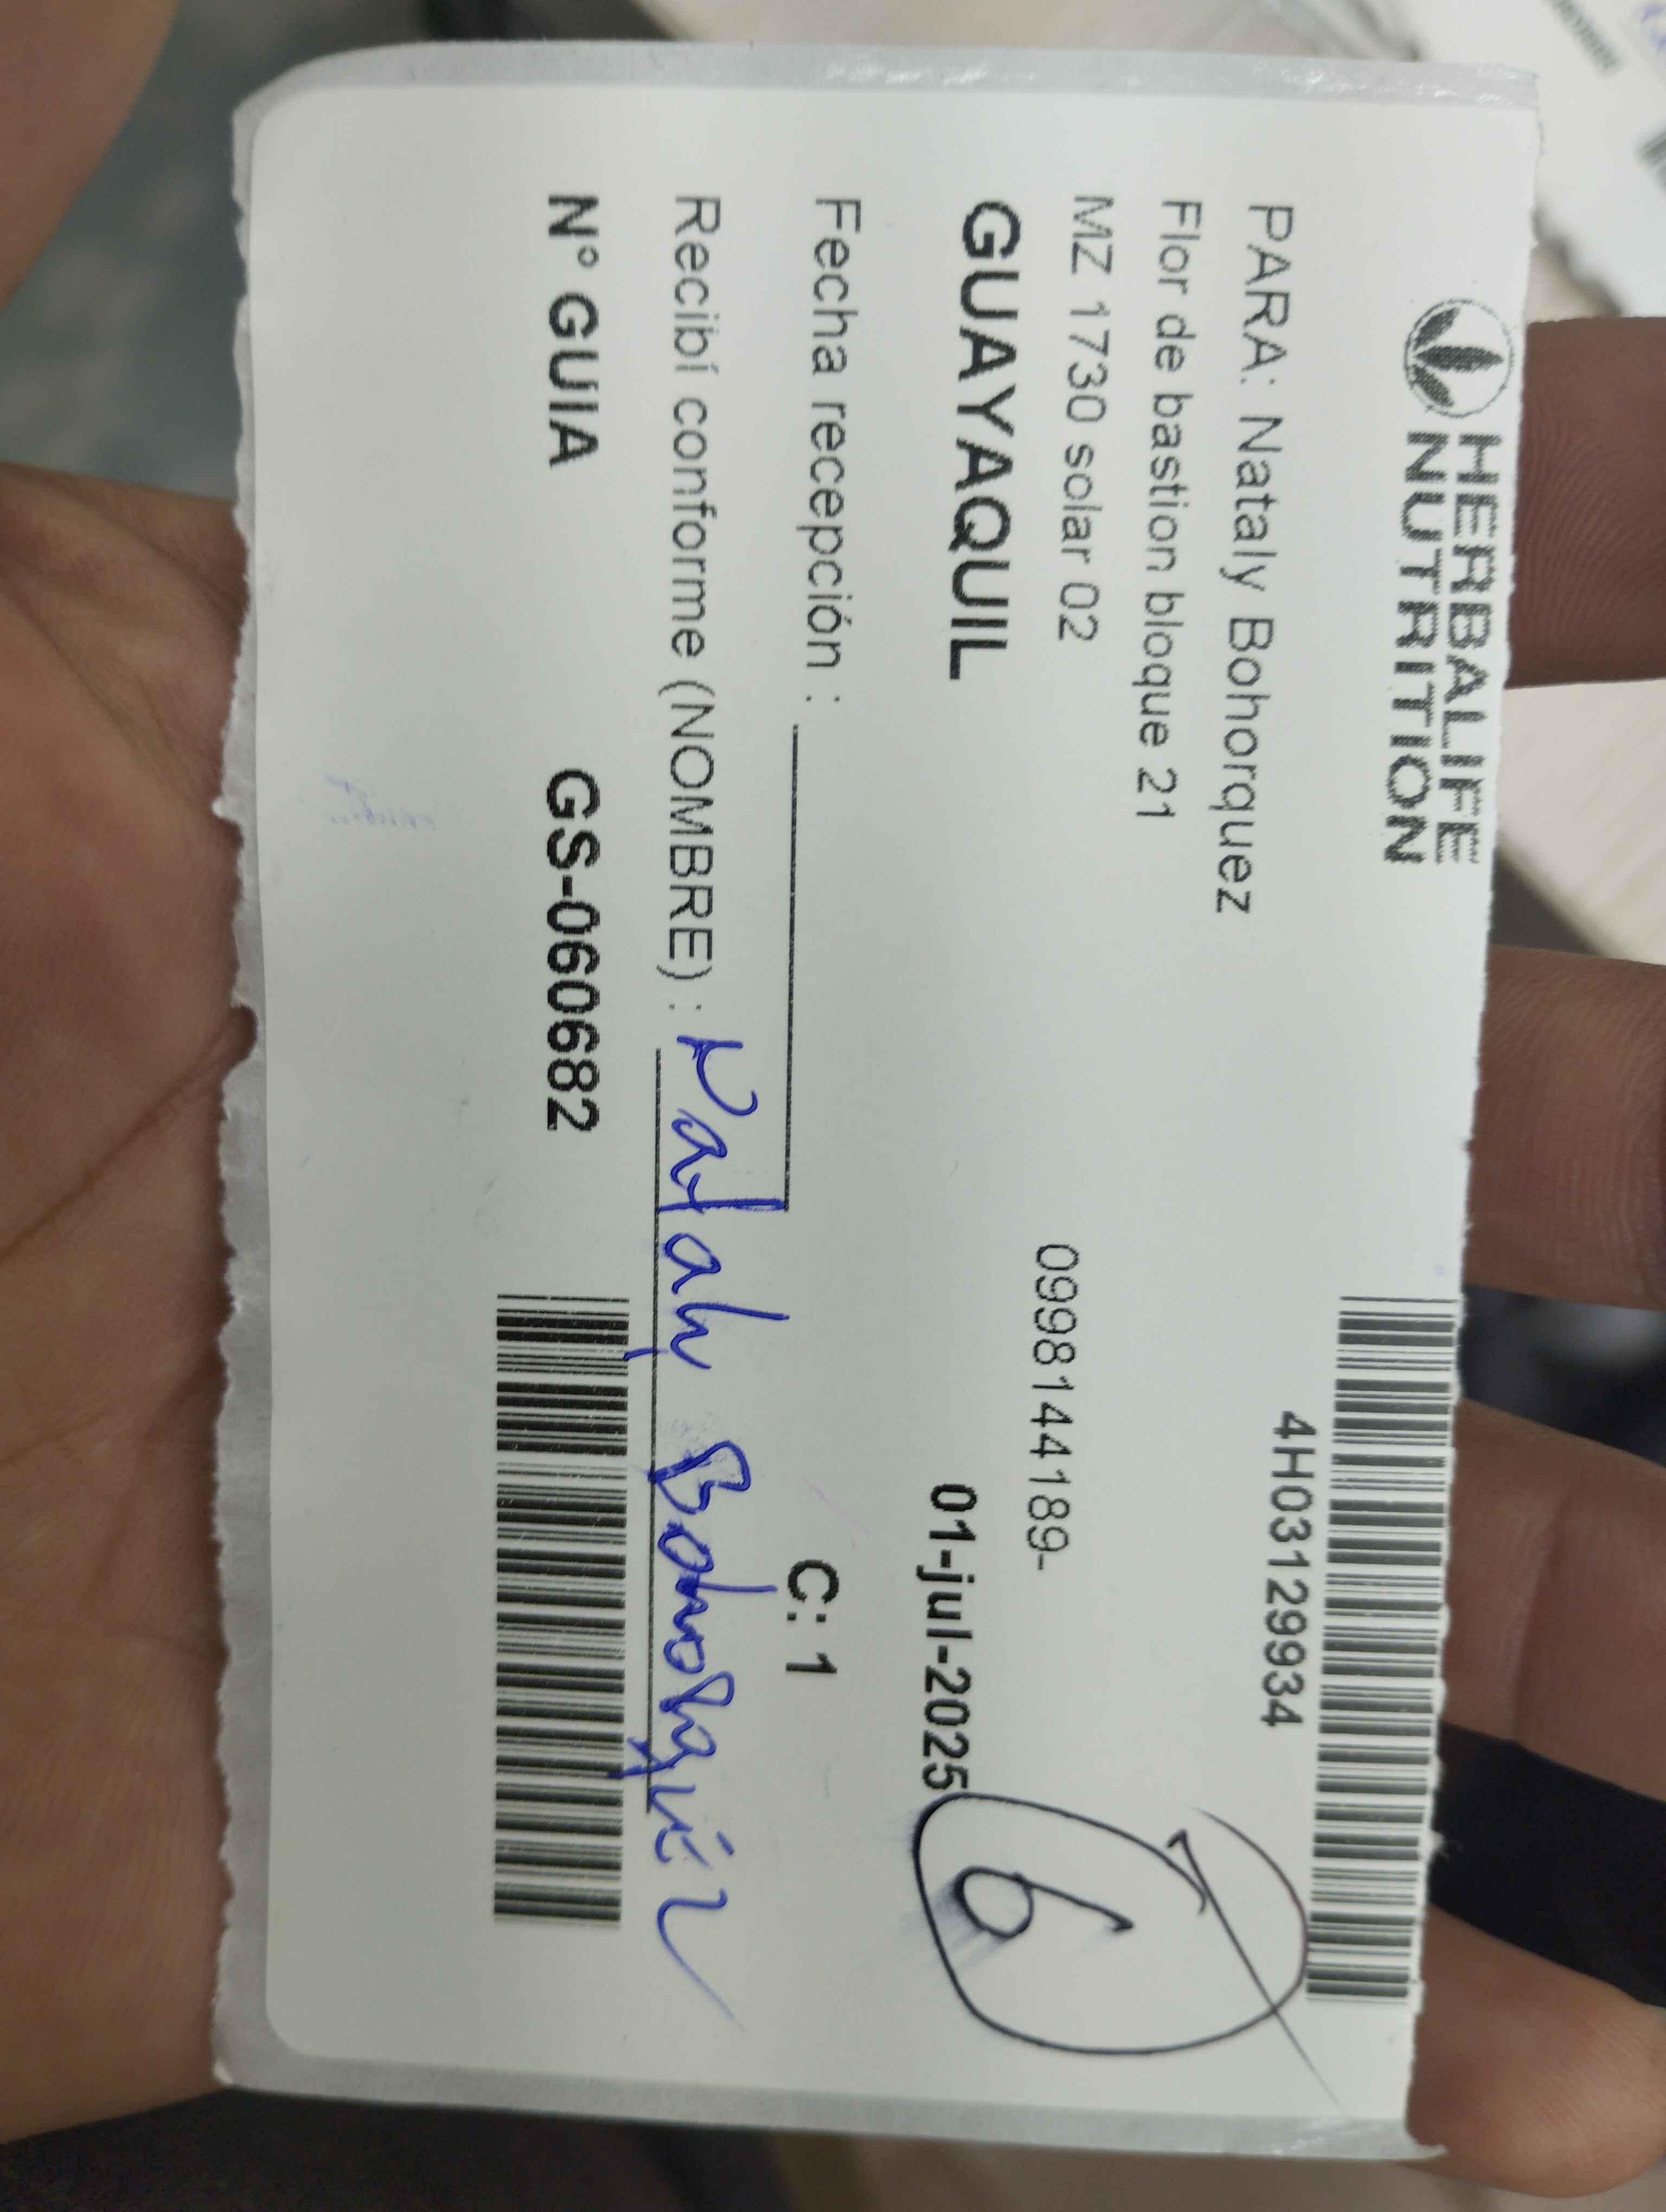 HERBALIFE
NUTRITION
4H03129934
PARA: Nataly Bohorquez
Flor de bastion bloque 21
MZ 1730 solar 02
0998144189-
GUAYAQUIL
01-jul-2025
6
Fecha recepción :
C: 1
Recibí conforme (NOMBRE) : Nataly Bohorquez
N° GUIA GS-060682